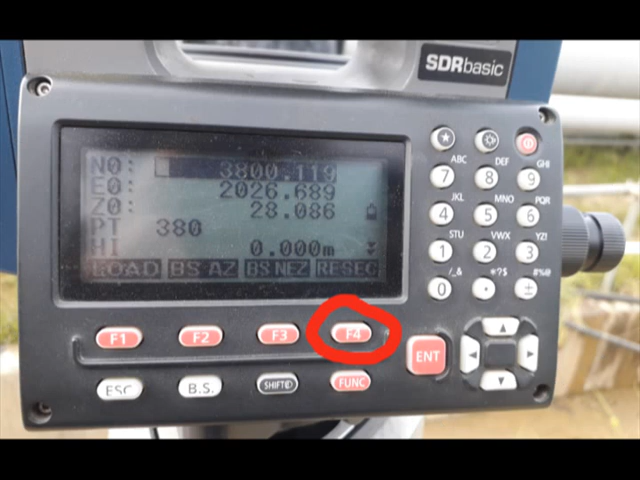 SDRbasic
N0: 3800.119
E0: 2026.689
Z0: 28.086
PT 380
HI 0.000m
LOAD BS AZ BS NEZ RESEC
ABC DEF GHI
7 8 9
JKL MNO PQR
4 5 6
STU VWX YZ!
1 2 3
/_& *?$ #%@
0 . ±
F1 F2 F3 F4
ENT
ESC B.S. SHIFT FUNC